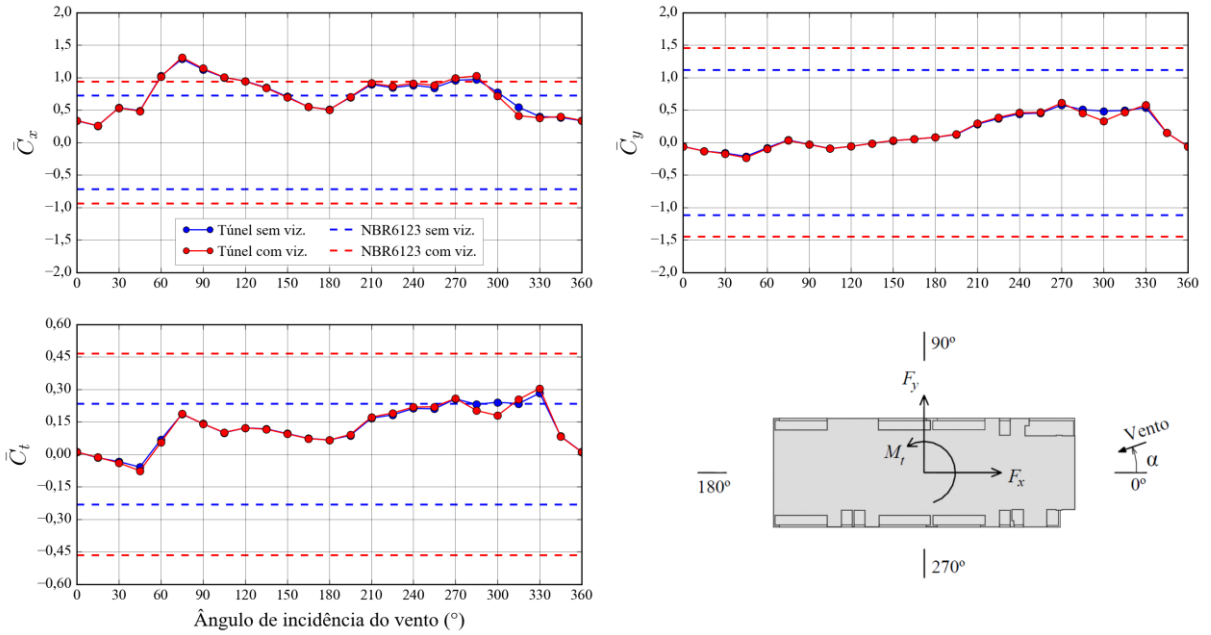 2,0
1,5
1,0
0,5
0,0
−0,5
−1,0
−1,5
−2,0
C̄x
Túnel sem viz.
NBR6123 sem viz.
Túnel com viz.
NBR6123 com viz.
0 30 60 90 120 150 180 210 240 270 300 330 360
2,0
1,5
1,0
0,5
0,0
−0,5
−1,0
−1,5
−2,0
C̄y
0 30 60 90 120 150 180 210 240 270 300 330 360
0,60
0,45
0,30
0,15
0,00
−0,15
−0,30
−0,45
−0,60
C̄t
0 30 60 90 120 150 180 210 240 270 300 330 360
Ângulo de incidência do vento (°)
90º
Fy
Vento
Mt
α
180º
Fx
0º
270º